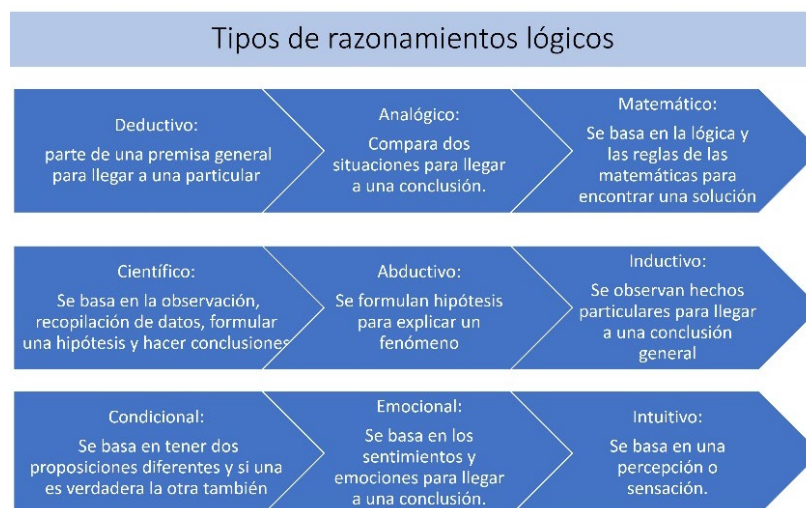 Tipos de razonamientos lógicos
Deductivo:
parte de una premisa general
para llegar a una particular
Analógico:
Compara dos
situaciones para llegar
a una conclusión.
Matemático:
Se basa en la lógica y
las reglas de las
matemáticas para
encontrar una solución
Científico:
Se basa en la observación,
recopilación de datos, formular
una hipótesis y hacer conclusiones
Abductivo:
Se formulan hipótesis
para explicar un
fenómeno
Inductivo:
Se observan hechos
particulares para llegar
a una conclusión
general
Condicional:
Se basa en tener dos
proposiciones diferentes y si una
es verdadera la otra también
Emocional:
Se basa en los
sentimientos y
emociones para llegar
a una conclusión.
Intuitivo:
Se basa en una
percepción o
sensación.